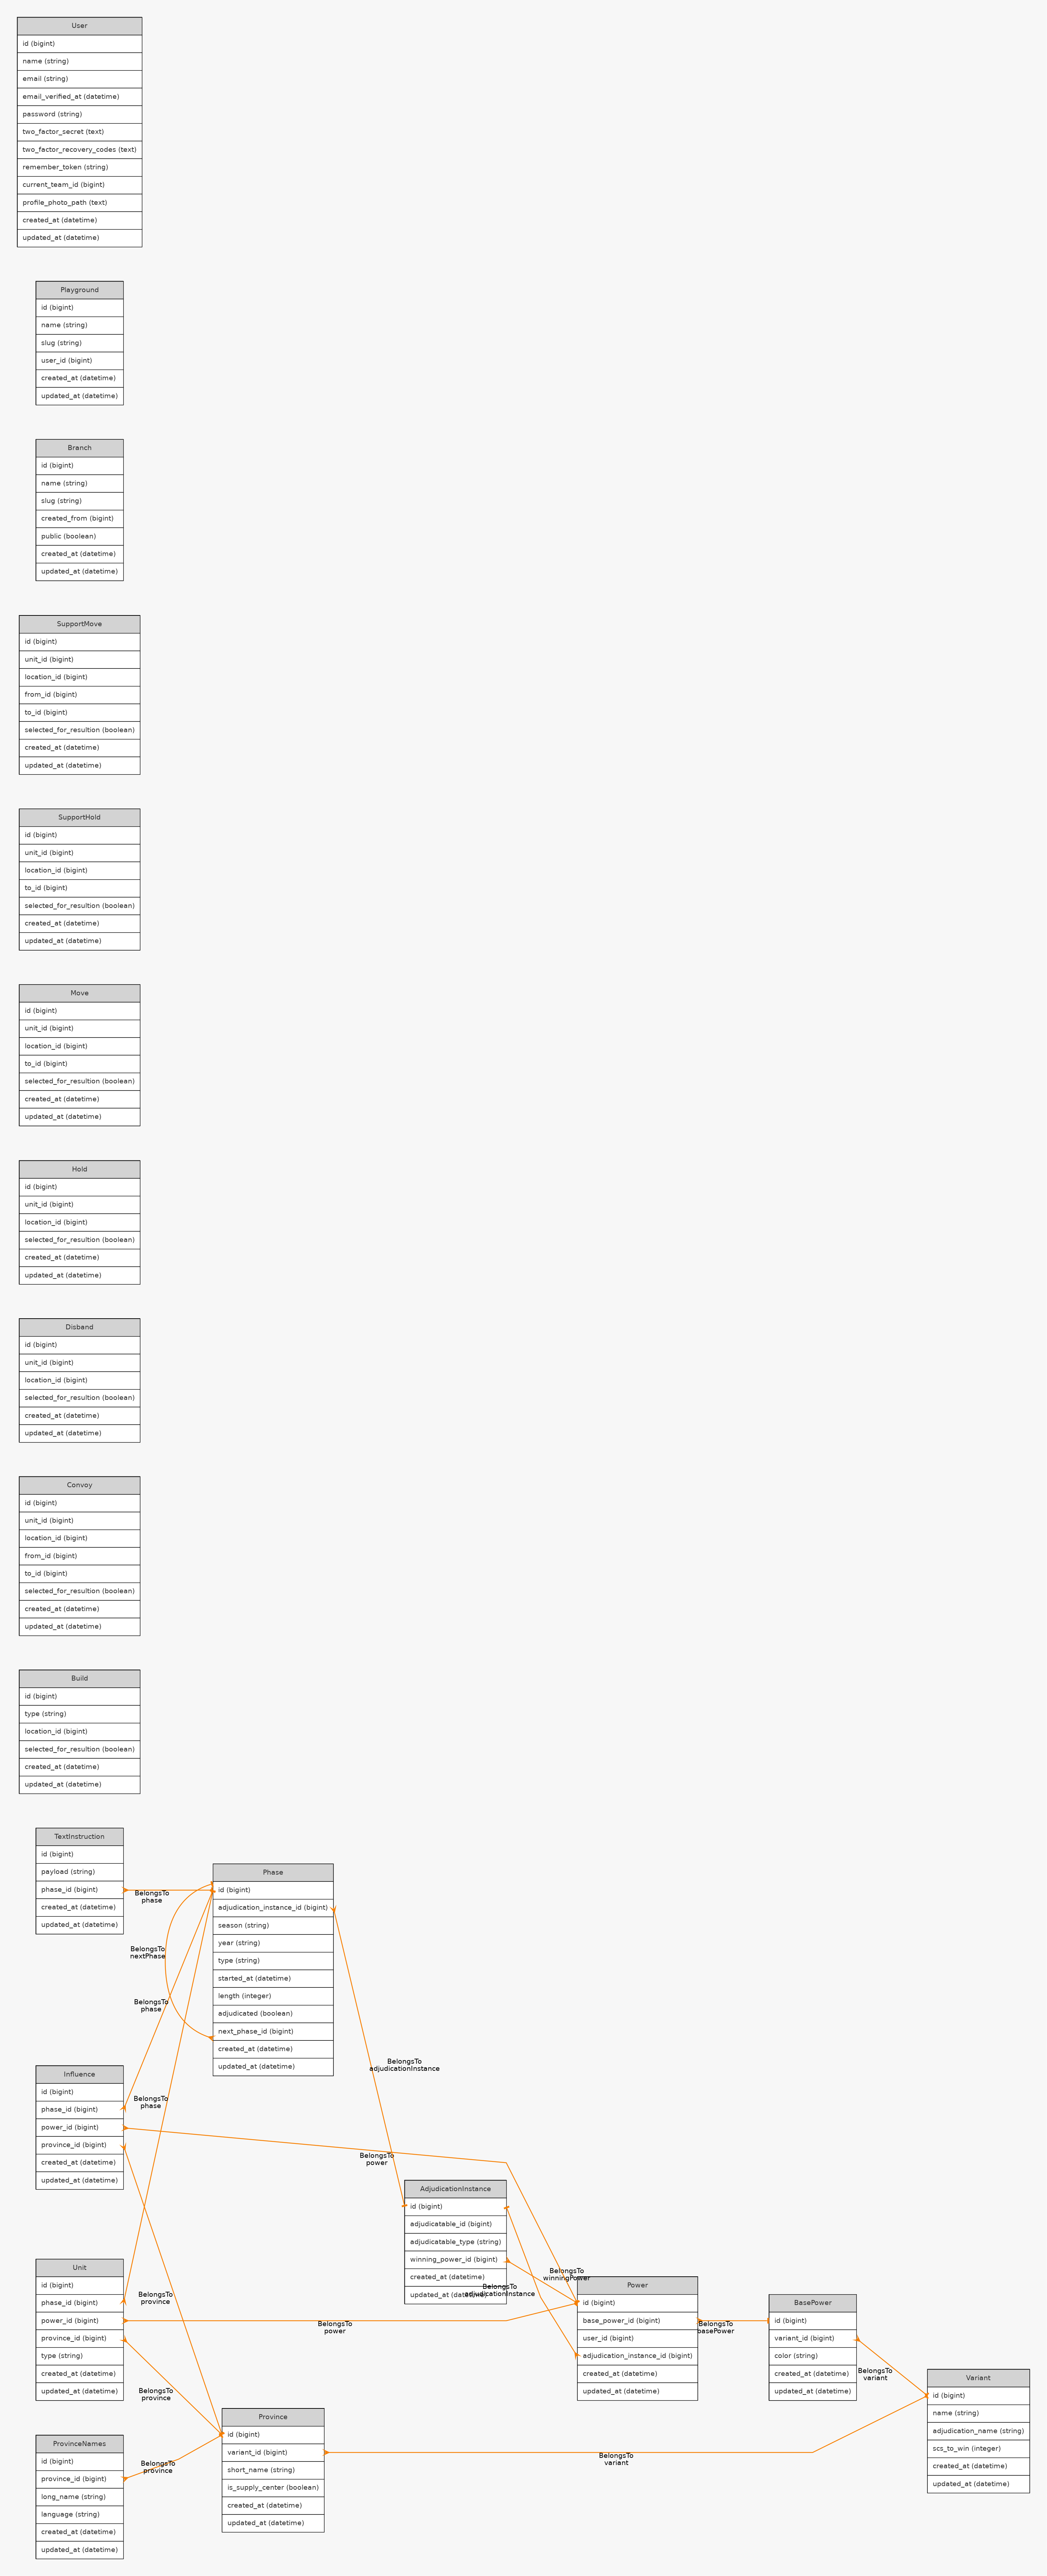 User
id (bigint)
name (string)
email (string)
email_verified_at (datetime)
password (string)
two_factor_secret (text)
two_factor_recovery_codes (text)
remember_token (string)
current_team_id (bigint)
profile_photo_path (text)
created_at (datetime)
updated_at (datetime)
Playground
id (bigint)
name (string)
slug (string)
user_id (bigint)
created_at (datetime)
updated_at (datetime)
Branch
id (bigint)
name (string)
slug (string)
created_from (bigint)
public (boolean)
created_at (datetime)
updated_at (datetime)
SupportMove
id (bigint)
unit_id (bigint)
location_id (bigint)
from_id (bigint)
to_id (bigint)
selected_for_resultion (boolean)
created_at (datetime)
updated_at (datetime)
SupportHold
id (bigint)
unit_id (bigint)
location_id (bigint)
to_id (bigint)
selected_for_resultion (boolean)
created_at (datetime)
updated_at (datetime)
Move
id (bigint)
unit_id (bigint)
location_id (bigint)
to_id (bigint)
selected_for_resultion (boolean)
created_at (datetime)
updated_at (datetime)
Hold
id (bigint)
unit_id (bigint)
location_id (bigint)
selected_for_resultion (boolean)
created_at (datetime)
updated_at (datetime)
Disband
id (bigint)
unit_id (bigint)
location_id (bigint)
selected_for_resultion (boolean)
created_at (datetime)
updated_at (datetime)
Convoy
id (bigint)
unit_id (bigint)
location_id (bigint)
from_id (bigint)
to_id (bigint)
selected_for_resultion (boolean)
created_at (datetime)
updated_at (datetime)
Build
id (bigint)
type (string)
location_id (bigint)
selected_for_resultion (boolean)
created_at (datetime)
updated_at (datetime)
TextInstruction
id (bigint)
payload (string)
phase_id (bigint)
created_at (datetime)
updated_at (datetime)
BelongsTo
phase
BelongsTo
nextPhase
BelongsTo
phase
BelongsTo
phase
Phase
id (bigint)
adjudication_instance_id (bigint)
season (string)
year (string)
type (string)
started_at (datetime)
length (integer)
adjudicated (boolean)
next_phase_id (bigint)
created_at (datetime)
updated_at (datetime)
BelongsTo
adjudicationInstance
Influence
id (bigint)
phase_id (bigint)
power_id (bigint)
province_id (bigint)
created_at (datetime)
updated_at (datetime)
BelongsTo
power
AdjudicationInstance
id (bigint)
adjudicatable_id (bigint)
adjudicatable_type (string)
winning_power_id (bigint)
created_at (datetime)
updated_at (datetime)
BelongsTo
winningPower
BelongsTo
adjudicationInstance
Unit
id (bigint)
phase_id (bigint)
power_id (bigint)
province_id (bigint)
type (string)
created_at (datetime)
updated_at (datetime)
BelongsTo
province
BelongsTo
power
BelongsTo
province
Power
id (bigint)
base_power_id (bigint)
user_id (bigint)
adjudication_instance_id (bigint)
created_at (datetime)
updated_at (datetime)
BelongsTo
basePower
BasePower
id (bigint)
variant_id (bigint)
color (string)
created_at (datetime)
updated_at (datetime)
BelongsTo
variant
Variant
id (bigint)
name (string)
adjudication_name (string)
scs_to_win (integer)
created_at (datetime)
updated_at (datetime)
Province
id (bigint)
variant_id (bigint)
short_name (string)
is_supply_center (boolean)
created_at (datetime)
updated_at (datetime)
BelongsTo
variant
ProvinceNames
id (bigint)
province_id (bigint)
long_name (string)
language (string)
created_at (datetime)
updated_at (datetime)
BelongsTo
province